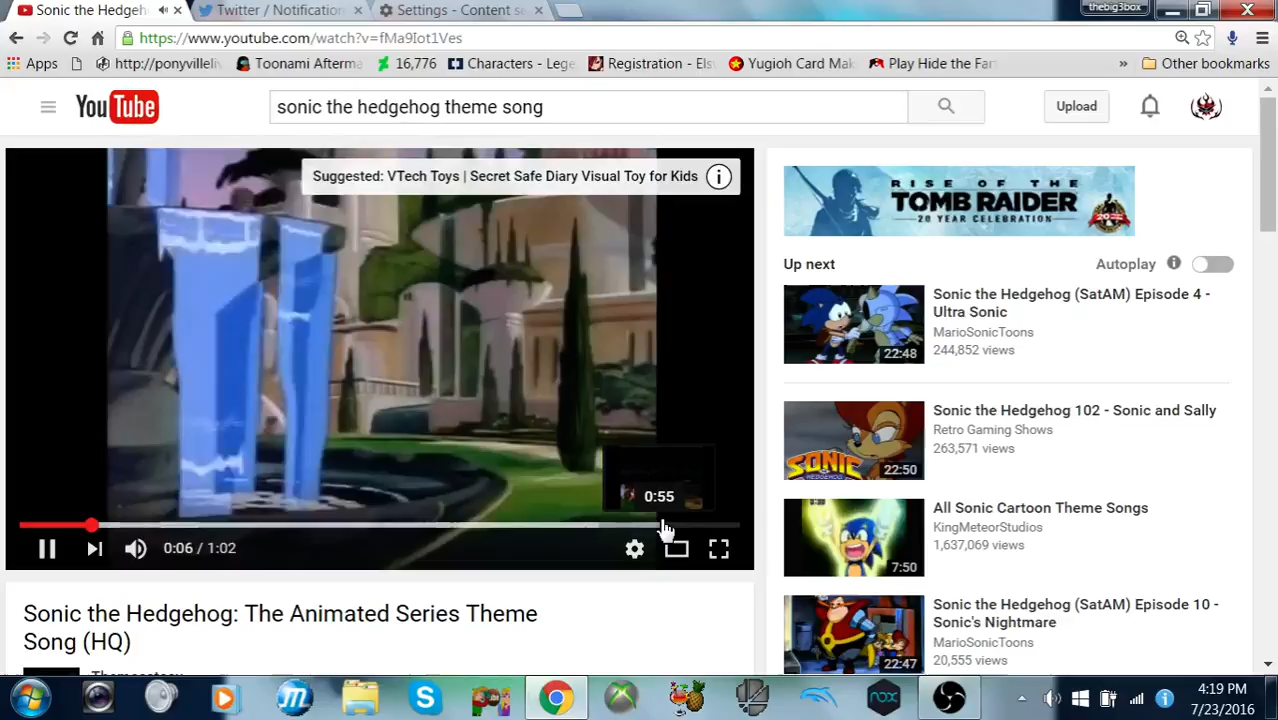 Sonic the Hedgeh
Twitter / Notification
Settings - Content se
thebig3box
https://www.youtube.com/watch?v=fMa9Iot1Ves
Apps
http://ponyvilleliv
Toonami Afterma
16,776
Characters - Lege
Registration - Els
Yugioh Card Mak
Play Hide the Fan
»
Other bookmarks
YouTube
sonic the hedgehog theme song
Upload
Suggested: VTech Toys | Secret Safe Diary Visual Toy for Kids
RISE OF THE
TOMB RAIDER
20 YEAR CELEBRATION
Up next
Autoplay
Sonic the Hedgehog (SatAM) Episode 4 -
Ultra Sonic
MarioSonicToons
244,852 views
22:48
Sonic the Hedgehog 102 - Sonic and Sally
Retro Gaming Shows
263,571 views
SONIC
22:50
All Sonic Cartoon Theme Songs
KingMeteorStudios
1,637,069 views
7:50
Sonic the Hedgehog (SatAM) Episode 10 -
Sonic's Nightmare
MarioSonicToons
20,555 views
22:47
0:55
0:06 / 1:02
Sonic the Hedgehog: The Animated Series Theme
Song (HQ)
nox
4:19 PM
7/23/2016